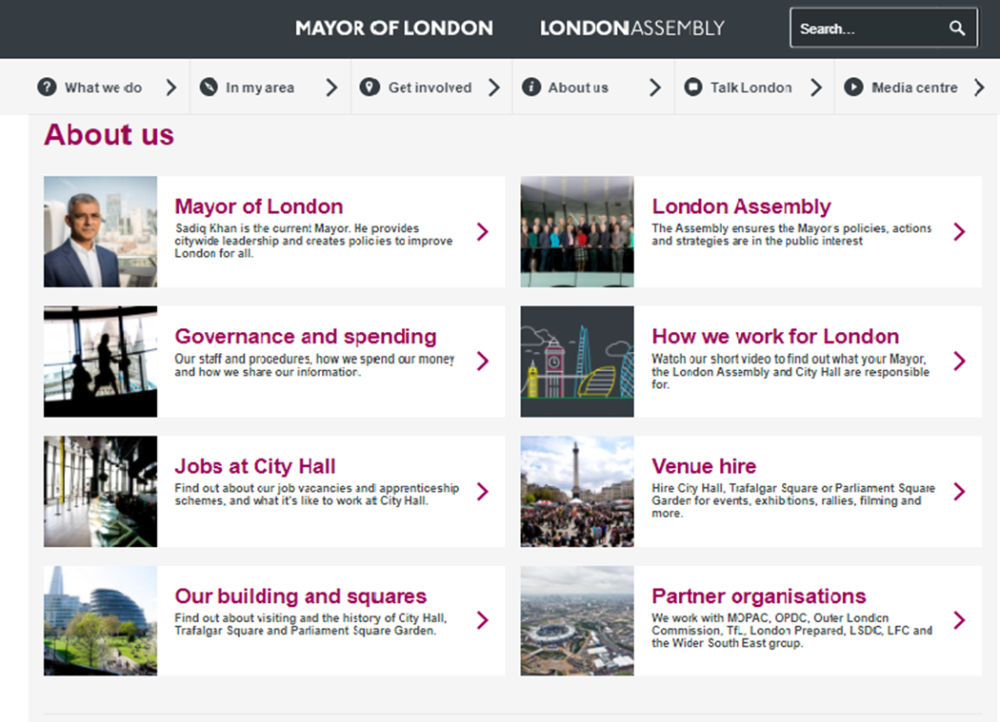 MAYOR OF LONDON
LONDONASSEMBLY
Search...
What we do
In my area
Get involved
About us
Talk London
Media centre
About us
Mayor of London
Sadiq Khan is the current Mayor. He provides
citywide leadership and creates policies to improve
London for all.
London Assembly
The Assembly ensures the Mayor's policies, actions
and strategies are in the public interest
Governance and spending
Our staff and procedures, how we spend our money
and how we share our information.
How we work for London
Watch our short video to find out what your Mayor,
the London Assembly and City Hall are responsible
for.
Jobs at City Hall
Find out about our job vacancies and apprenticeship
schemes, and what it's like to work at City Hall.
Venue hire
Hire City Hall, Trafalgar Square or Parliament Square
Garden for events, exhibitions, rallies, filming and
more.
Our building and squares
Find out about visiting and the history of City Hall,
Trafalgar Square and Parliament Square Garden.
Partner organisations
We work with MOPAC, OPDC, Outer London
Commission, TfL, London Prepared, LSDC, LFC and
the Wider South East group.